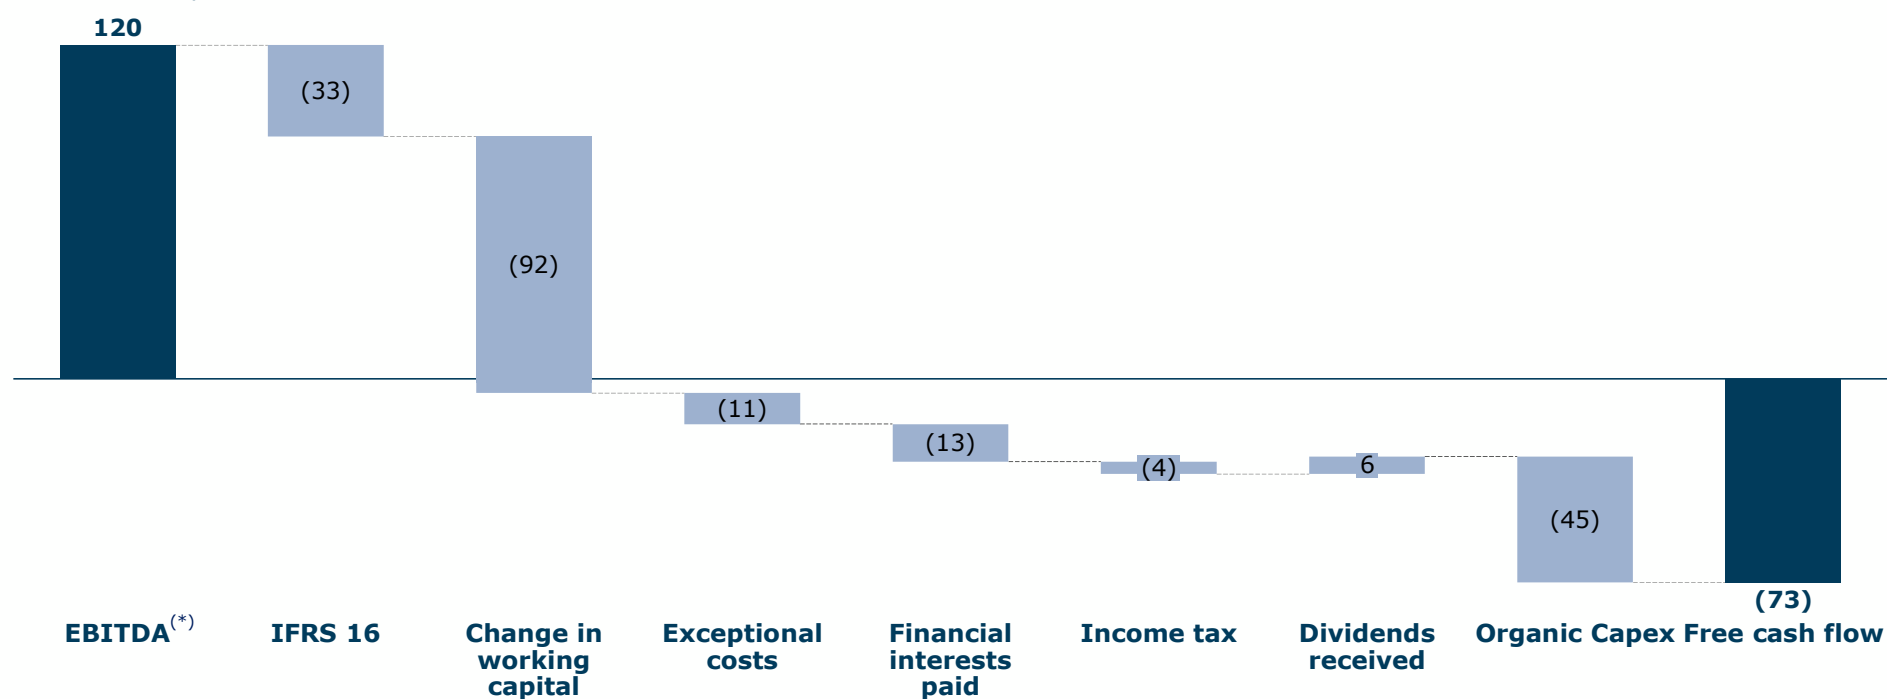 120
(33)
(92)
(11)
(13)
(4)
6
(45)
(73)
EBITDA(*)
IFRS 16
Change in
working
capital
Exceptional
costs
Financial
interests
paid
Income tax
Dividends
received
Organic Capex
Free cash flow